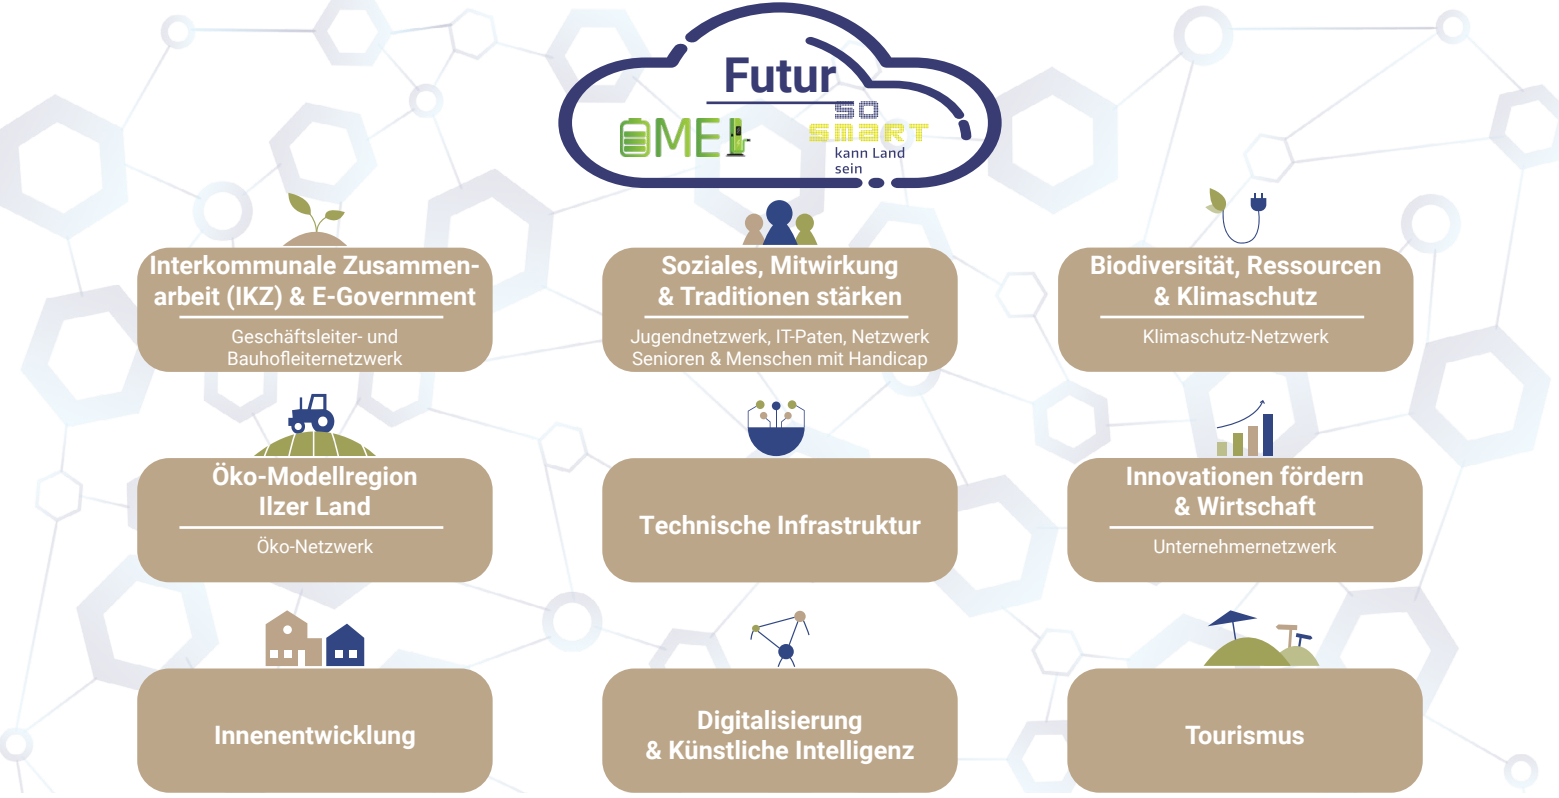 Futur
OMEI
SO
SMART
kann Land
sein
Interkommunale Zusammen-
arbeit (IKZ) & E-Government
Geschäftsleiter- und
Bauhofleiternetzwerk
Soziales, Mitwirkung
& Traditionen stärken
Jugendnetzwerk, IT-Paten, Netzwerk
Senioren & Menschen mit Handicap
Biodiversität, Ressourcen
& Klimaschutz
Klimaschutz-Netzwerk
Öko-Modellregion
Ilzer Land
Öko-Netzwerk
Technische Infrastruktur
Innovationen fördern
& Wirtschaft
Unternehmernetzwerk
Innenentwicklung
Digitalisierung
& Künstliche Intelligenz
Tourismus